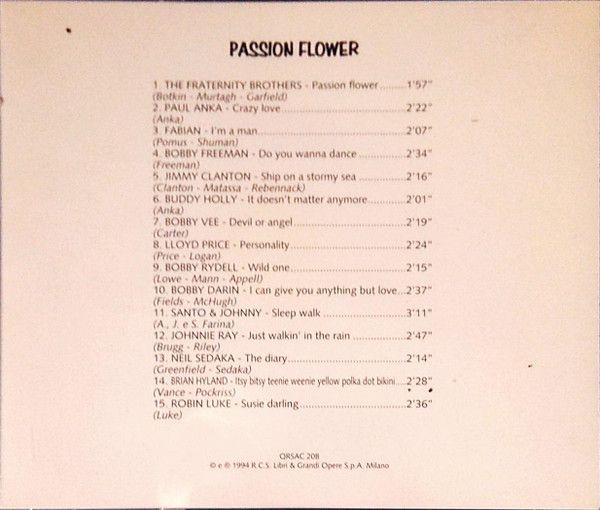 PASSION FLOWER
1. THE FRATERNITY BROTHERS - Passion flower..........1'57"
(Botkin - Murtagh - Garfield)
2. PAUL ANKA - Crazy love..............................2'22"
(Anka)
3. FABIAN - I'm a man....................................2'07"
(Pomus - Shuman)
4. BOBBY FREEMAN - Do you wanna dance ..............2'34"
(Freeman)
5. JIMMY CLANTON - Ship on a stormy sea ..............2'16"
(Clanton - Matassa - Rebennack)
6. BUDDY HOLLY - It doesn't matter anymore...........2'01"
(Anka)
7. BOBBY VEE - Devil or angel............................2'19"
(Carter)
8. LLOYD PRICE - Personality..............................2'24"
(Price - Logan)
9. BOBBY RYDELL - Wild one..............................2'15"
(Lowe - Mann - Appell)
10. BOBBY DARIN - I can give you anything but love...2'37"
(Fields - McHugh)
11. SANTO & JOHNNY - Sleep walk .......................3'11"
(A., J. e S. Farina)
12. JOHNNIE RAY - Just walkin' in the rain ..............2'47"
(Brugg - Riley)
13. NEIL SEDAKA - The diary..............................2'14"
(Greenfield - Sedaka)
14. BRIAN HYLAND - Itsy bitsy teenie weenie yellow polka dot bikini....2'28"
(Vance - Pockriss)
15. ROBIN LUKE - Susie darling...........................2'36"
(Luke)
QRSAC 208
© e ℗ 1994 R.C.S. Libri & Grandi Opere S.p.A. Milano